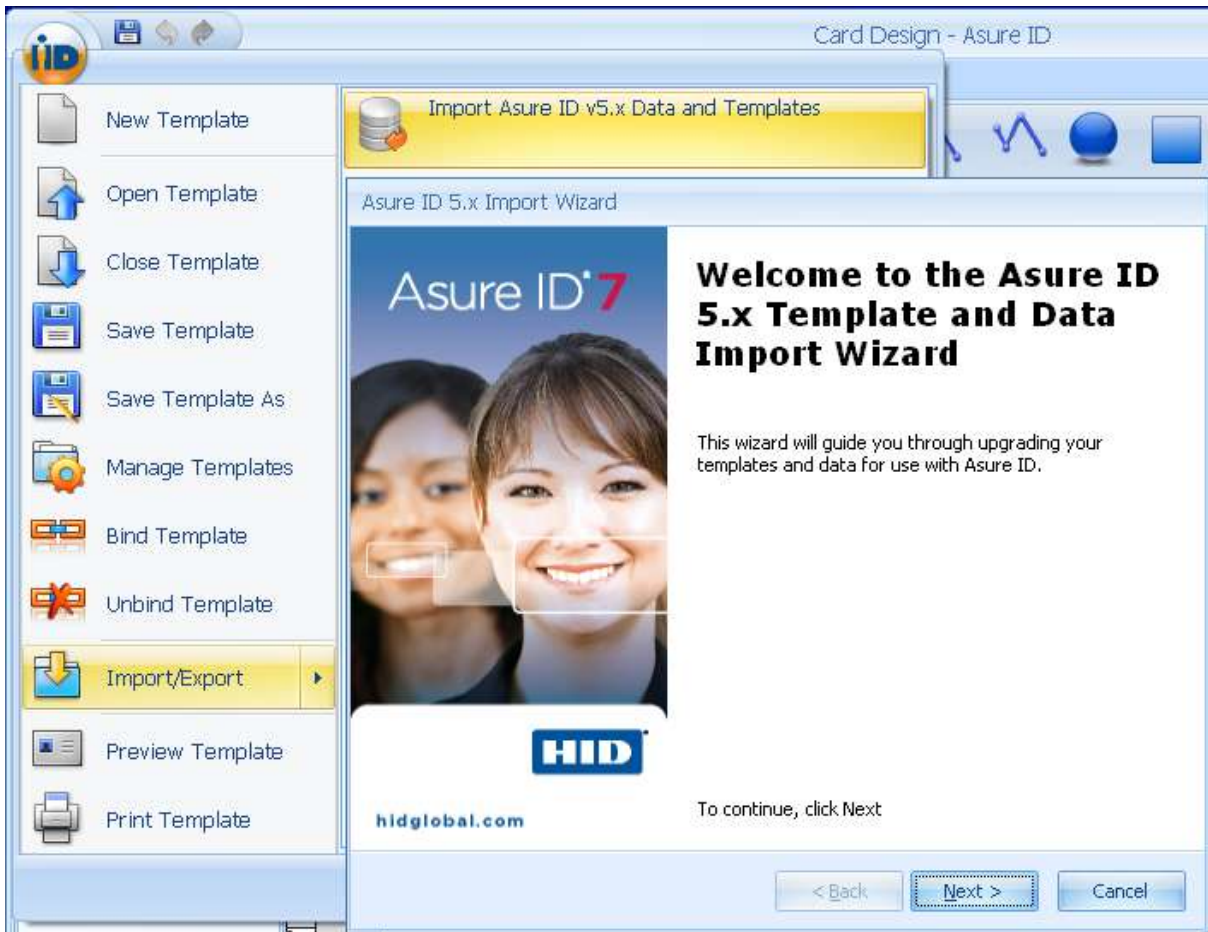 Card Design - Asure ID
iID
New Template
Open Template
Close Template
Save Template
Save Template As
Manage Templates
Bind Template
Unbind Template
Import/Export
Preview Template
Print Template
Import Asure ID v5.x Data and Templates
Asure ID 5.x Import Wizard
Asure ID 7
HID
hidglobal.com
Welcome to the Asure ID
5.x Template and Data
Import Wizard
This wizard will guide you through upgrading your
templates and data for use with Asure ID.
To continue, click Next
< Back
Next >
Cancel